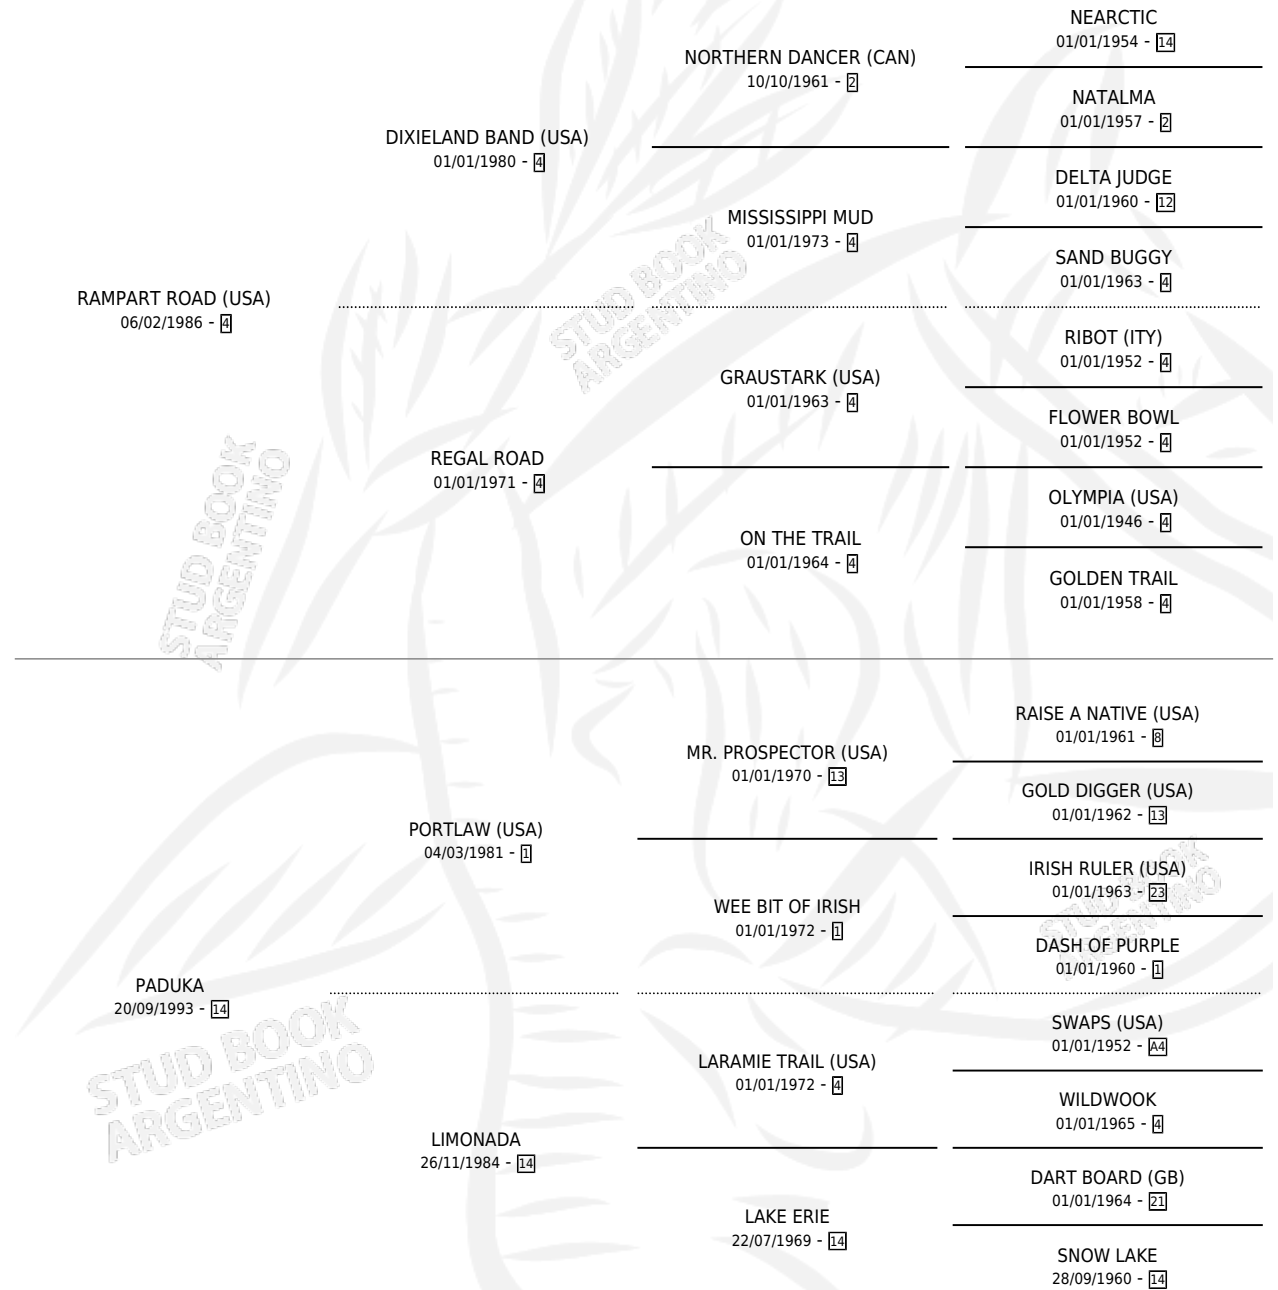 NEARCTIC
01/01/1954 - 14
NORTHERN DANCER (CAN)
10/10/1961 - 2
NATALMA
01/01/1957 - 2
DIXIELAND BAND (USA)
01/01/1980 - 4
DELTA JUDGE
01/01/1960 - 12
MISSISSIPPI MUD
01/01/1973 - 4
SAND BUGGY
01/01/1963 - 4
RAMPART ROAD (USA)
06/02/1986 - 4
STUD BOOK
ARGENTINO
RIBOT (ITY)
01/01/1952 - 4
GRAUSTARK (USA)
01/01/1963 - 4
FLOWER BOWL
01/01/1952 - 4
REGAL ROAD
01/01/1971 - 4
OLYMPIA (USA)
01/01/1946 - 4
ON THE TRAIL
01/01/1964 - 4
GOLDEN TRAIL
01/01/1958 - 4
STUD BOOK
ARGENTINO
RAISE A NATIVE (USA)
01/01/1961 - 8
MR. PROSPECTOR (USA)
01/01/1970 - 13
GOLD DIGGER (USA)
01/01/1962 - 13
PORTLAW (USA)
04/03/1981 - 1
IRISH RULER (USA)
01/01/1963 - 23
WEE BIT OF IRISH
01/01/1972 - 1
STUD BOOK
ARGENTINO
DASH OF PURPLE
01/01/1960 - 1
PADUKA
20/09/1993 - 14
SWAPS (USA)
01/01/1952 - A4
LARAMIE TRAIL (USA)
01/01/1972 - 4
STUD BOOK
ARGENTINO
WILDWOOK
01/01/1965 - 4
LIMONADA
26/11/1984 - 14
DART BOARD (GB)
01/01/1964 - 21
LAKE ERIE
22/07/1969 - 14
SNOW LAKE
28/09/1960 - 14